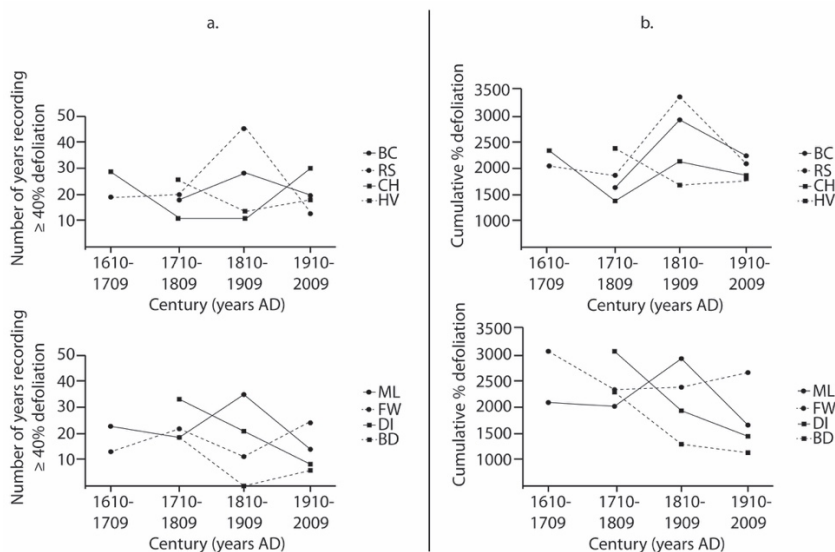 a.
Number of years recording
≥ 40% defoliation
50
40
30
20
10
1610-
1709
1710-
1809
1810-
1909
1910-
2009
Century (years AD)
BC
RS
CH
HV
Number of years recording
≥ 40% defoliation
50
40
30
20
10
1610-
1709
1710-
1809
1810-
1909
1910-
2009
Century (years AD)
ML
FW
DI
BD
b.
Cumulative % defoliation
3500
3000
2500
2000
1500
1000
1610-
1709
1710-
1809
1810-
1909
1910-
2009
Century (years AD)
BC
RS
CH
HV
Cumulative % defoliation
3500
3000
2500
2000
1500
1000
1610-
1709
1710-
1809
1810-
1909
1910-
2009
Century (years AD)
ML
FW
DI
BD